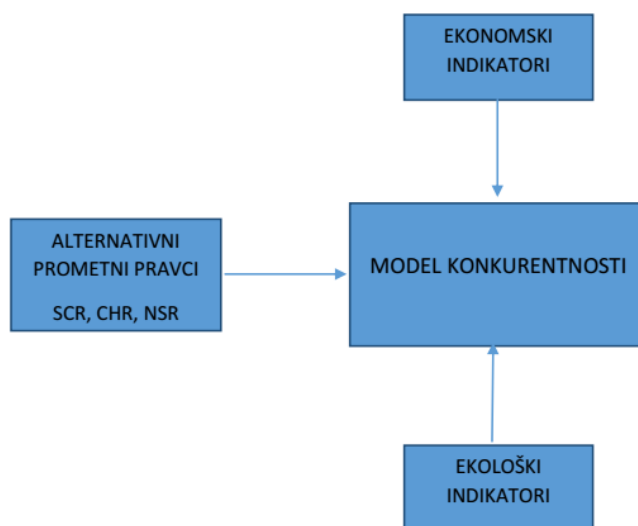 EKONOMSKI
INDIKATORI
ALTERNATIVNI
PROMETNI PRAVCI
SCR, CHR, NSR
MODEL KONKURENTNOSTI
EKOLOŠKI
INDIKATORI